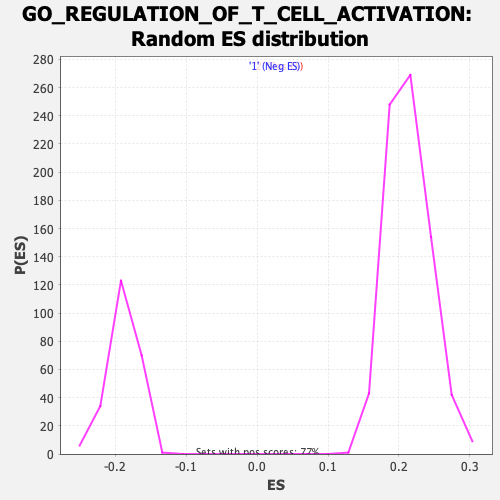 GO_REGULATION_OF_T_CELL_ACTIVATION:
Random ES distribution
'1' (Neg ES))
280
260
240
220
200
180
160
140
120
100
80
60
40
20
0
P(ES)
Sets with pos scores: 77%
-0.2 -0.1 0.0 0.1 0.2 0.3
ES